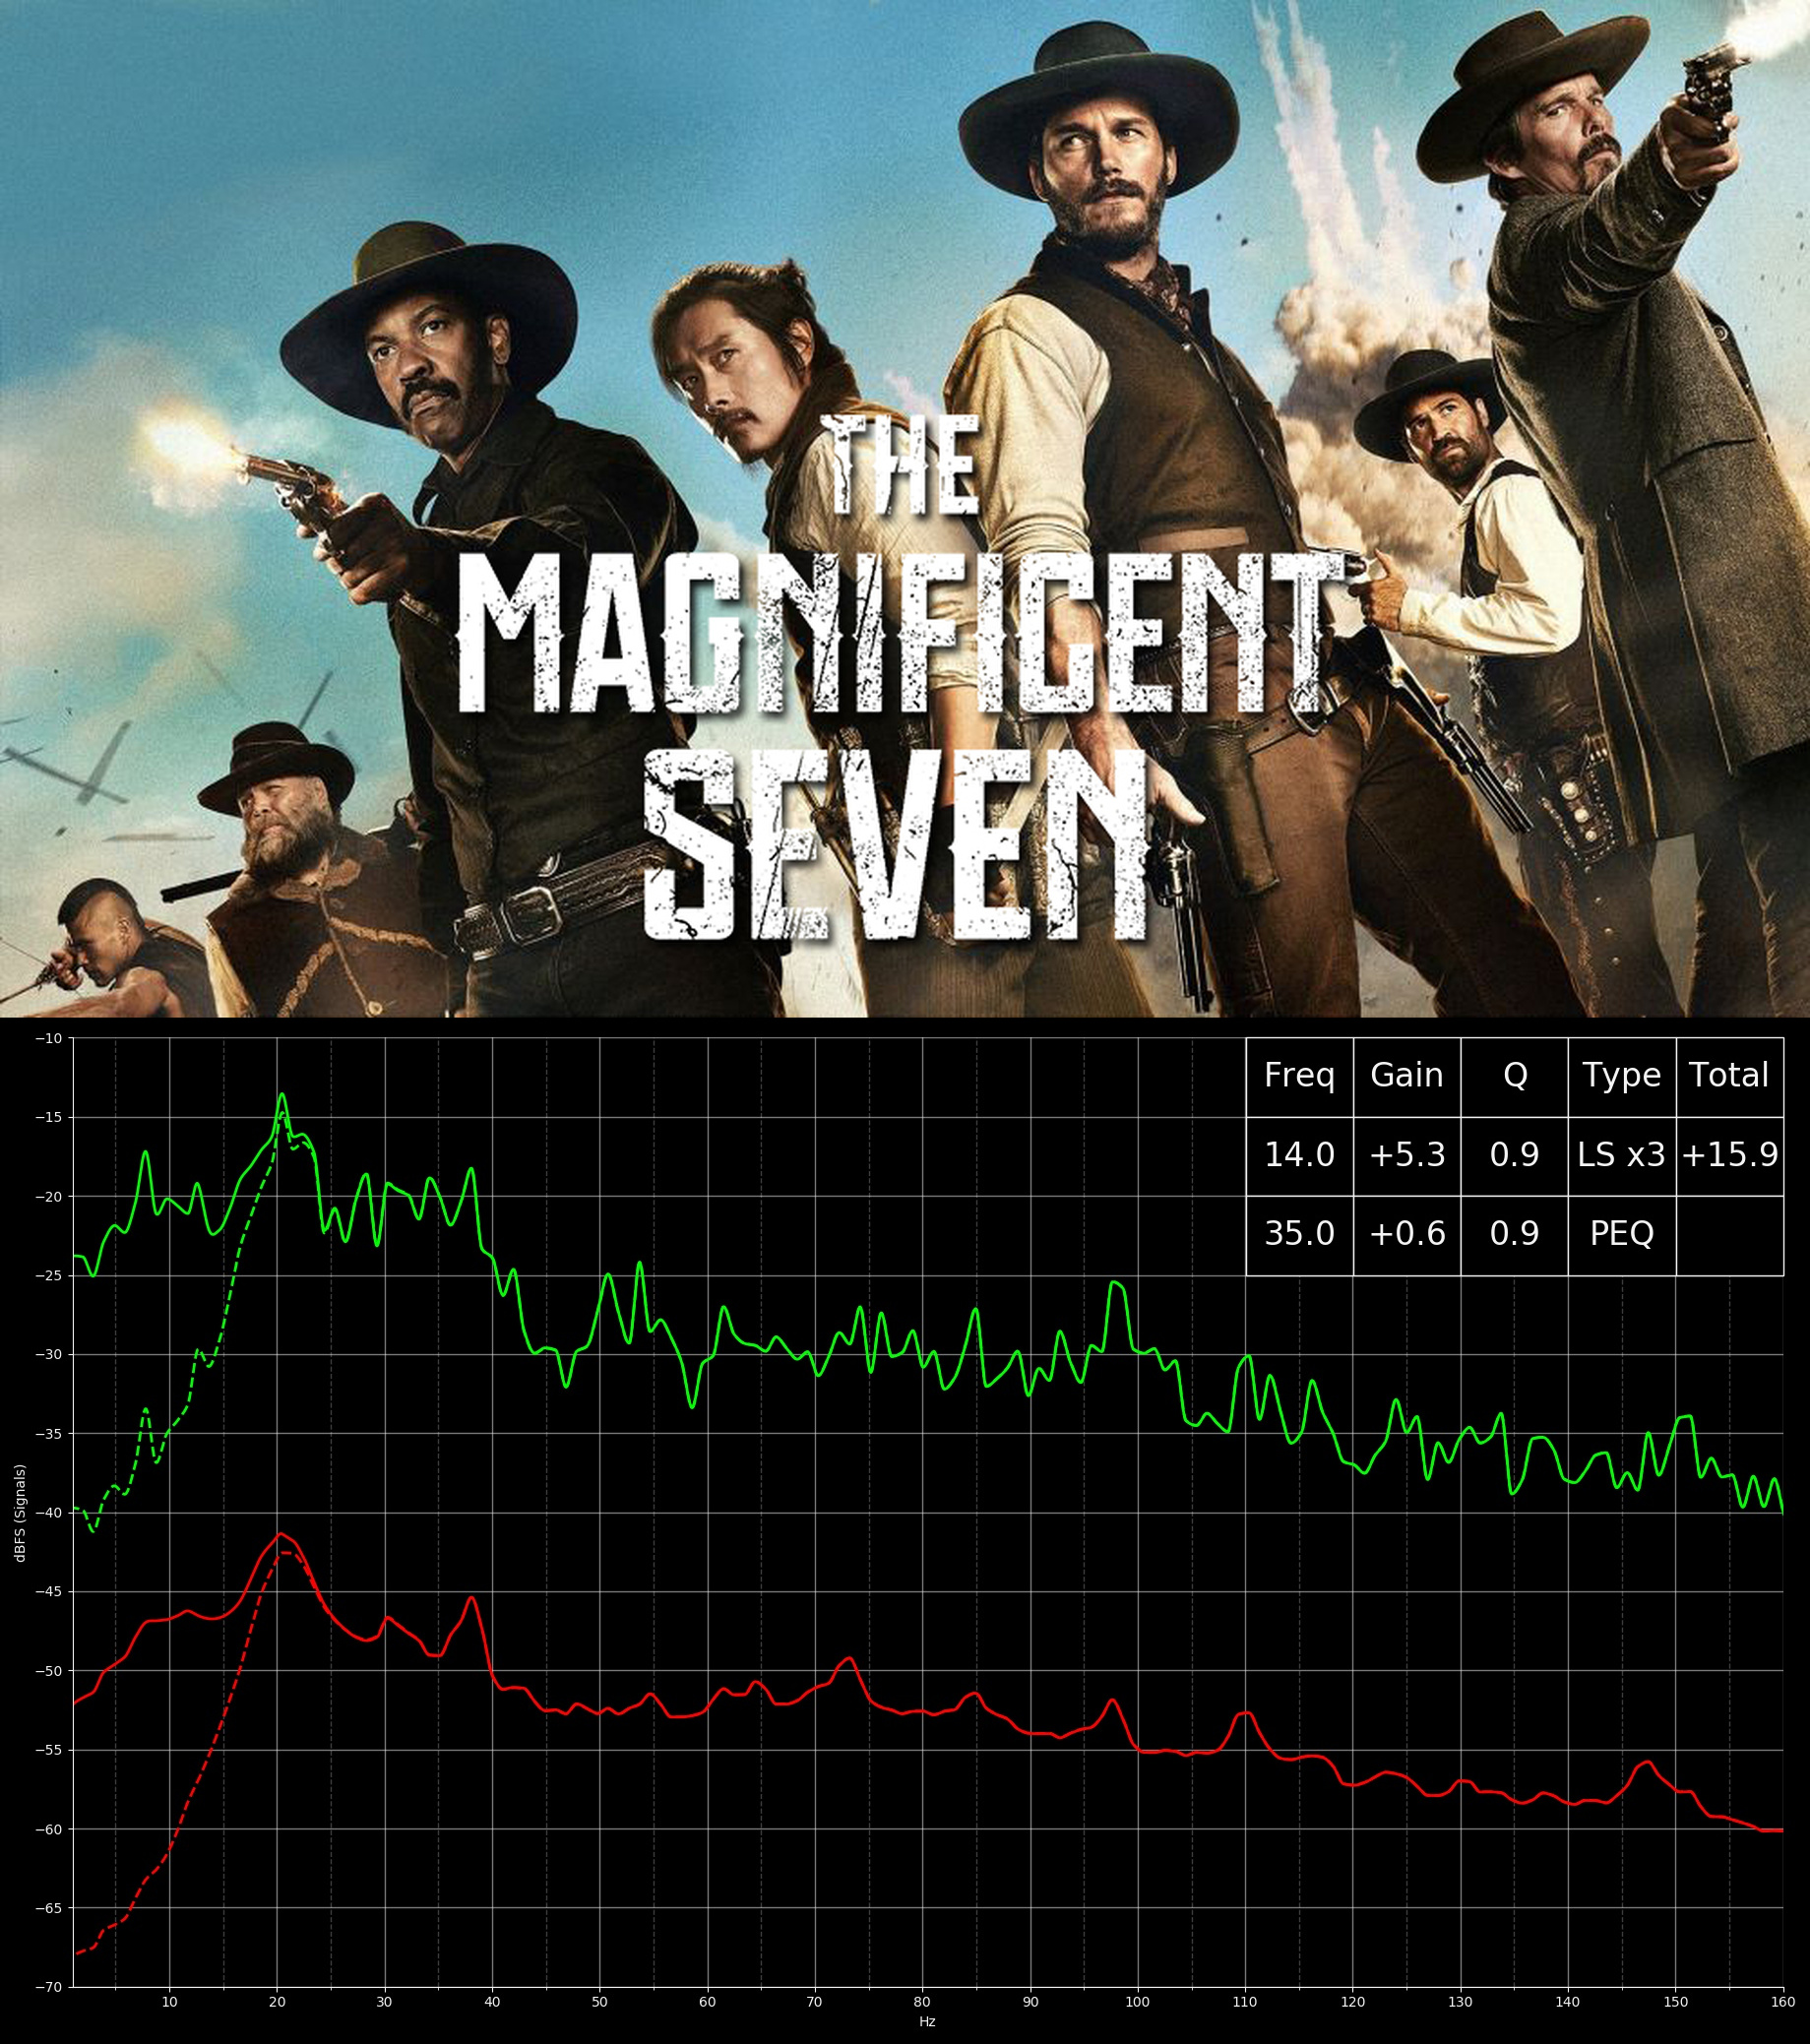 THE
MAGNIFICENT
SEVEN
Freq Gain Q Type Total
14.0 +5.3 0.9 LS x3 +15.9
35.0 +0.6 0.9 PEQ
−10
−15
−20
−25
−30
−35
−40
−45
−50
−55
−60
−65
−70
dBFS (Signals)
10 20 30 40 50 60 70 80 90 100 110 120 130 140 150 160
Hz